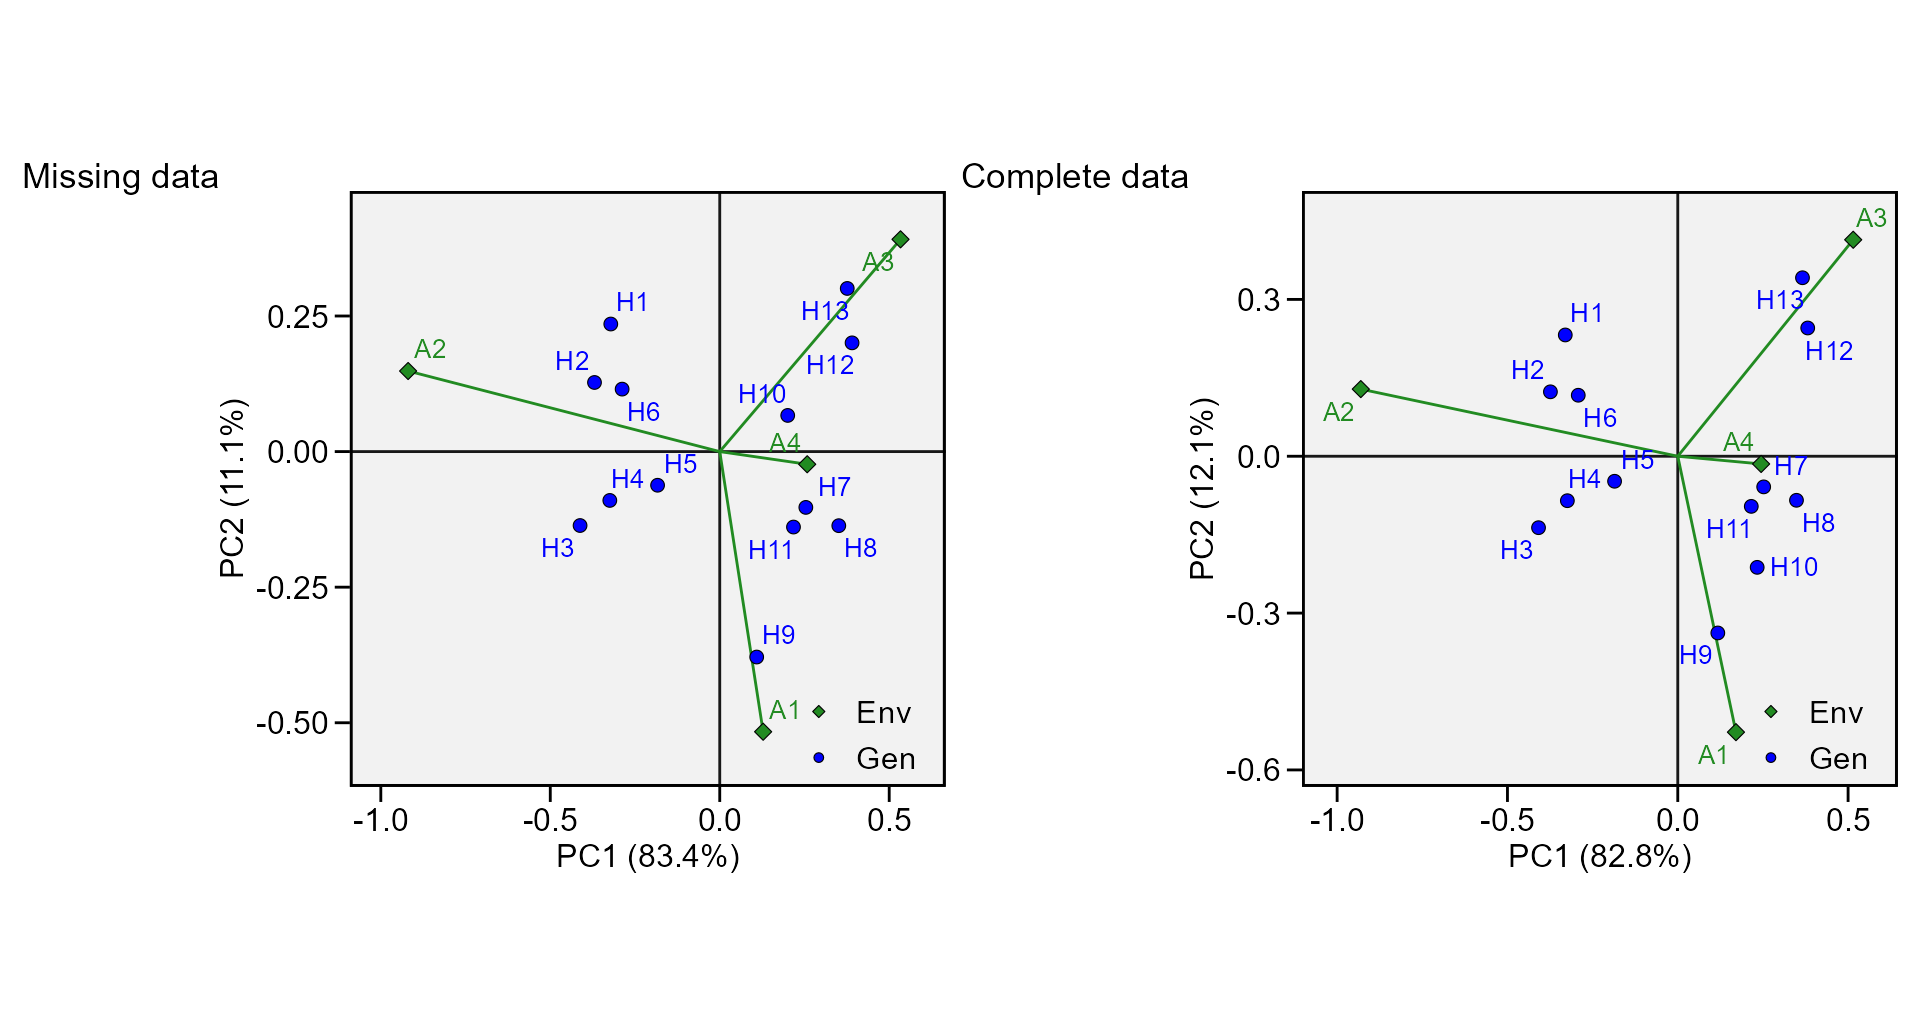 Missing data
A3
H1
H13
A2
H2
H12
H6
H10
A4
H5
H4
H7
H3
H11
H8
H9
A1
Env
Gen
0.25
0.00
-0.25
-0.50
PC2 (11.1%)
-1.0
-0.5
0.0
0.5
PC1 (83.4%)
Complete data
A3
H13
H1
H12
H2
A2
H6
A4
H5
H7
H4
H11
H8
H3
H10
H9
A1
Env
Gen
0.3
0.0
-0.3
-0.6
PC2 (12.1%)
-1.0
-0.5
0.0
0.5
PC1 (82.8%)